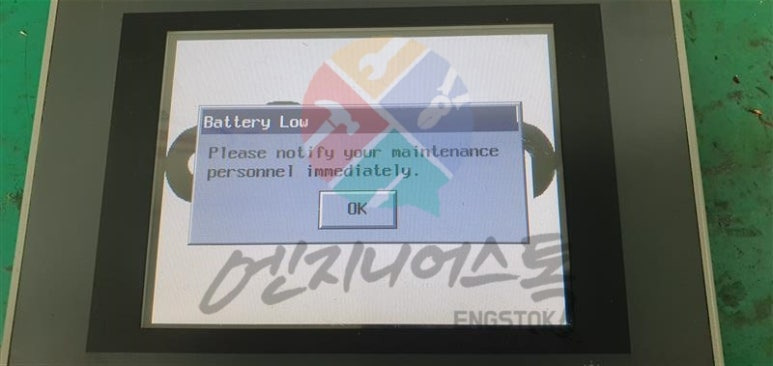 Battery Low
Please notify your maintenance
personnel immediately.
OK
엔지니어스톡
ENGSTOK